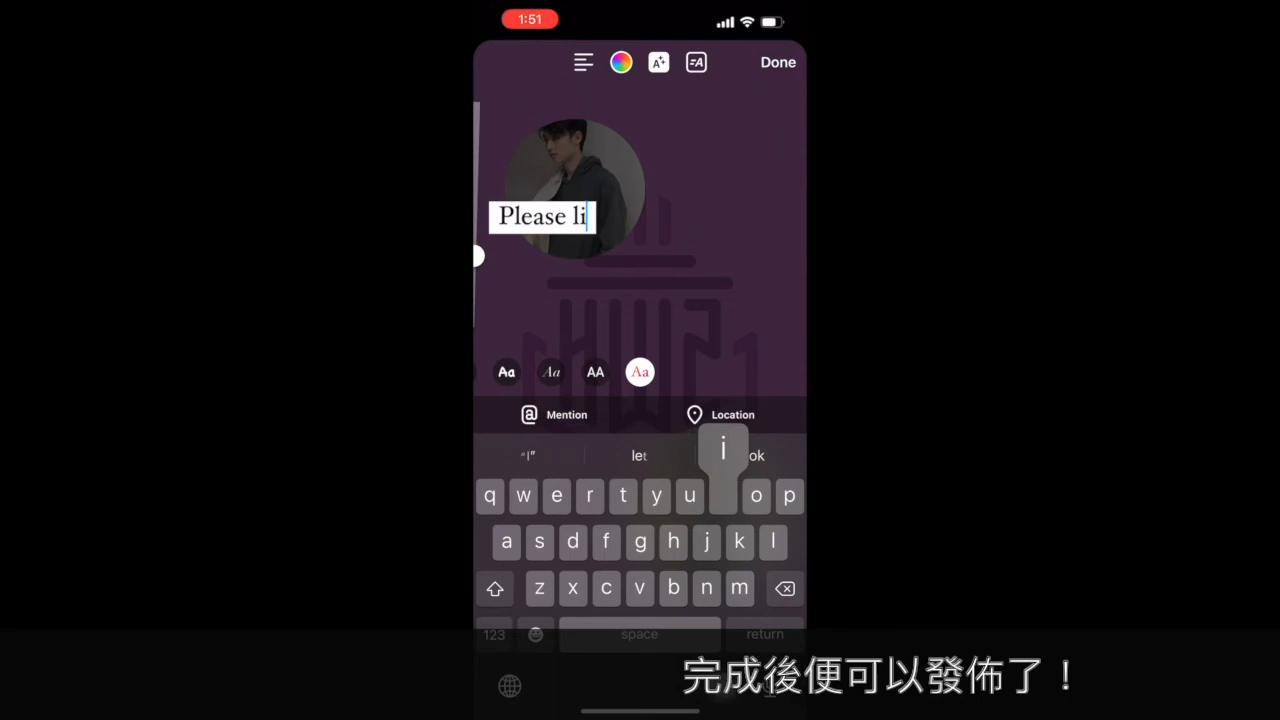 1:51
Done
Please li
Aa Aa AA Aa
Mention Location
"l" let ok
i
q w e r t y u o p
a s d f g h j k l
z x c v b n m
123 space return
完成後便可以發佈了！